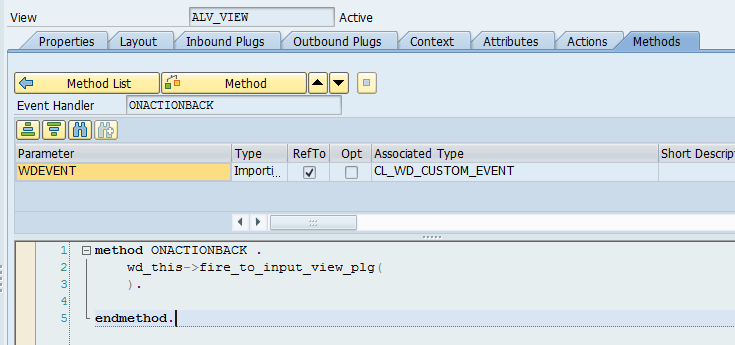 View ALV_VIEW Active
Properties Layout Inbound Plugs Outbound Plugs Context Attributes Actions Methods
Method List Method
Event Handler ONACTIONBACK
Parameter Type RefTo Opt Associated Type Short Descrip
WDEVENT Importi.. CL_WD_CUSTOM_EVENT
1 method ONACTIONBACK .
2 wd_this->fire_to_input_view_plg(
3 ).
4
5 endmethod.